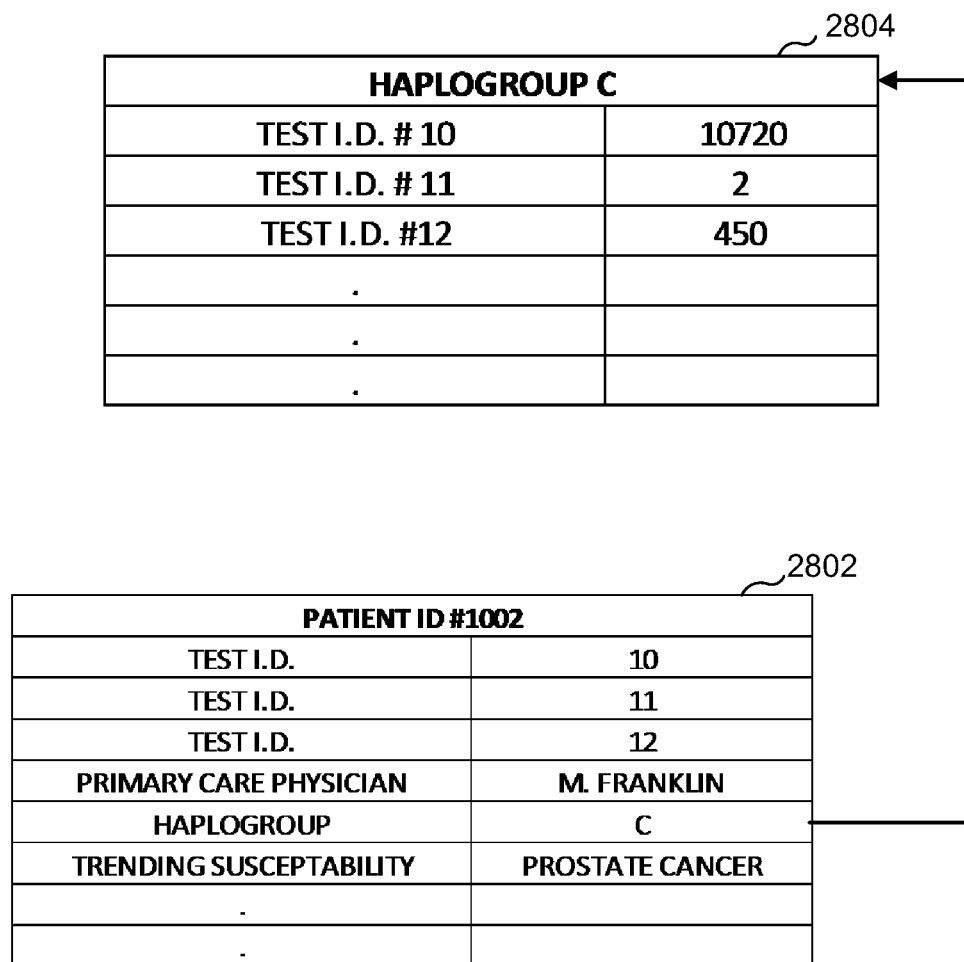 2804
HAPLOGROUP C
TEST I.D. # 10 10720
TEST I.D. # 11 2
TEST I.D. #12 450
.
.
.
2802
PATIENT ID #1002
TEST I.D. 10
TEST I.D. 11
TEST I.D. 12
PRIMARY CARE PHYSICIAN M. FRANKLIN
HAPLOGROUP C
TRENDING SUSCEPTABILITY PROSTATE CANCER
.
.